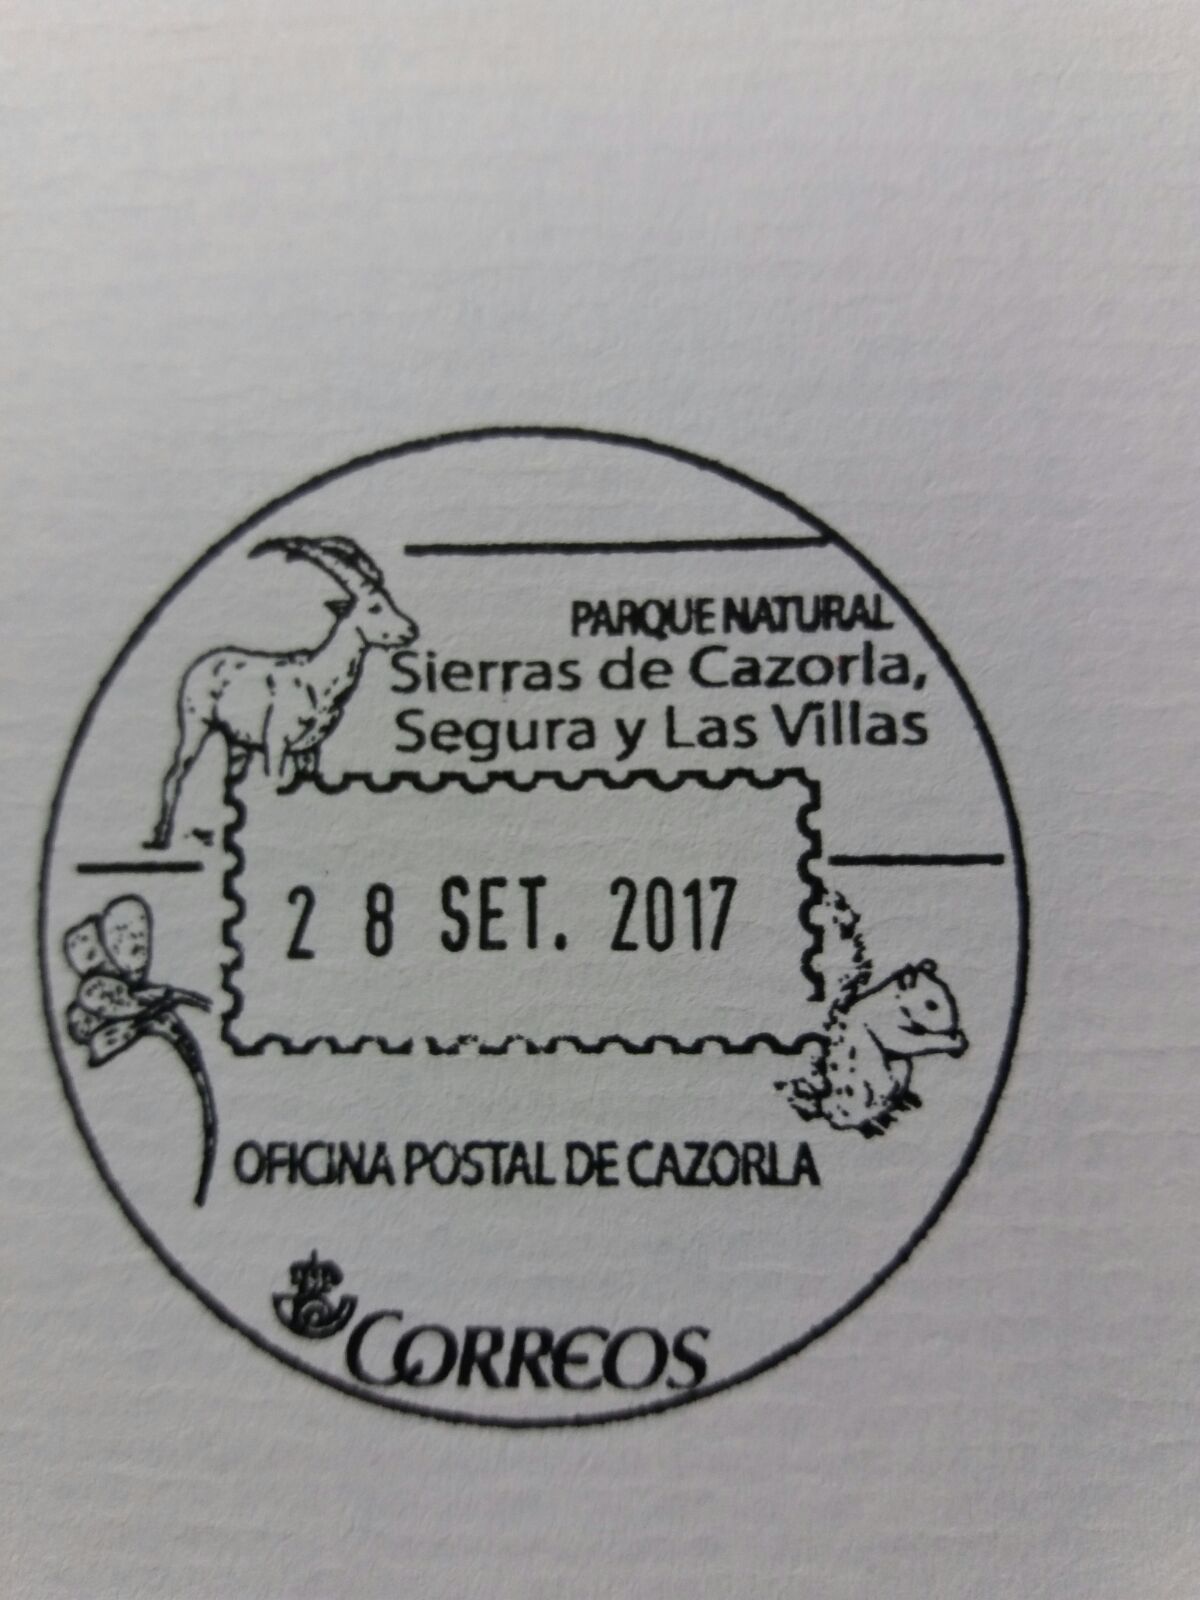 PARQUE NATURAL
Sierras de Cazorla,
Segura y Las Villas
2 8 SET. 2017
OFICINA POSTAL DE CAZORLA
CORREOS